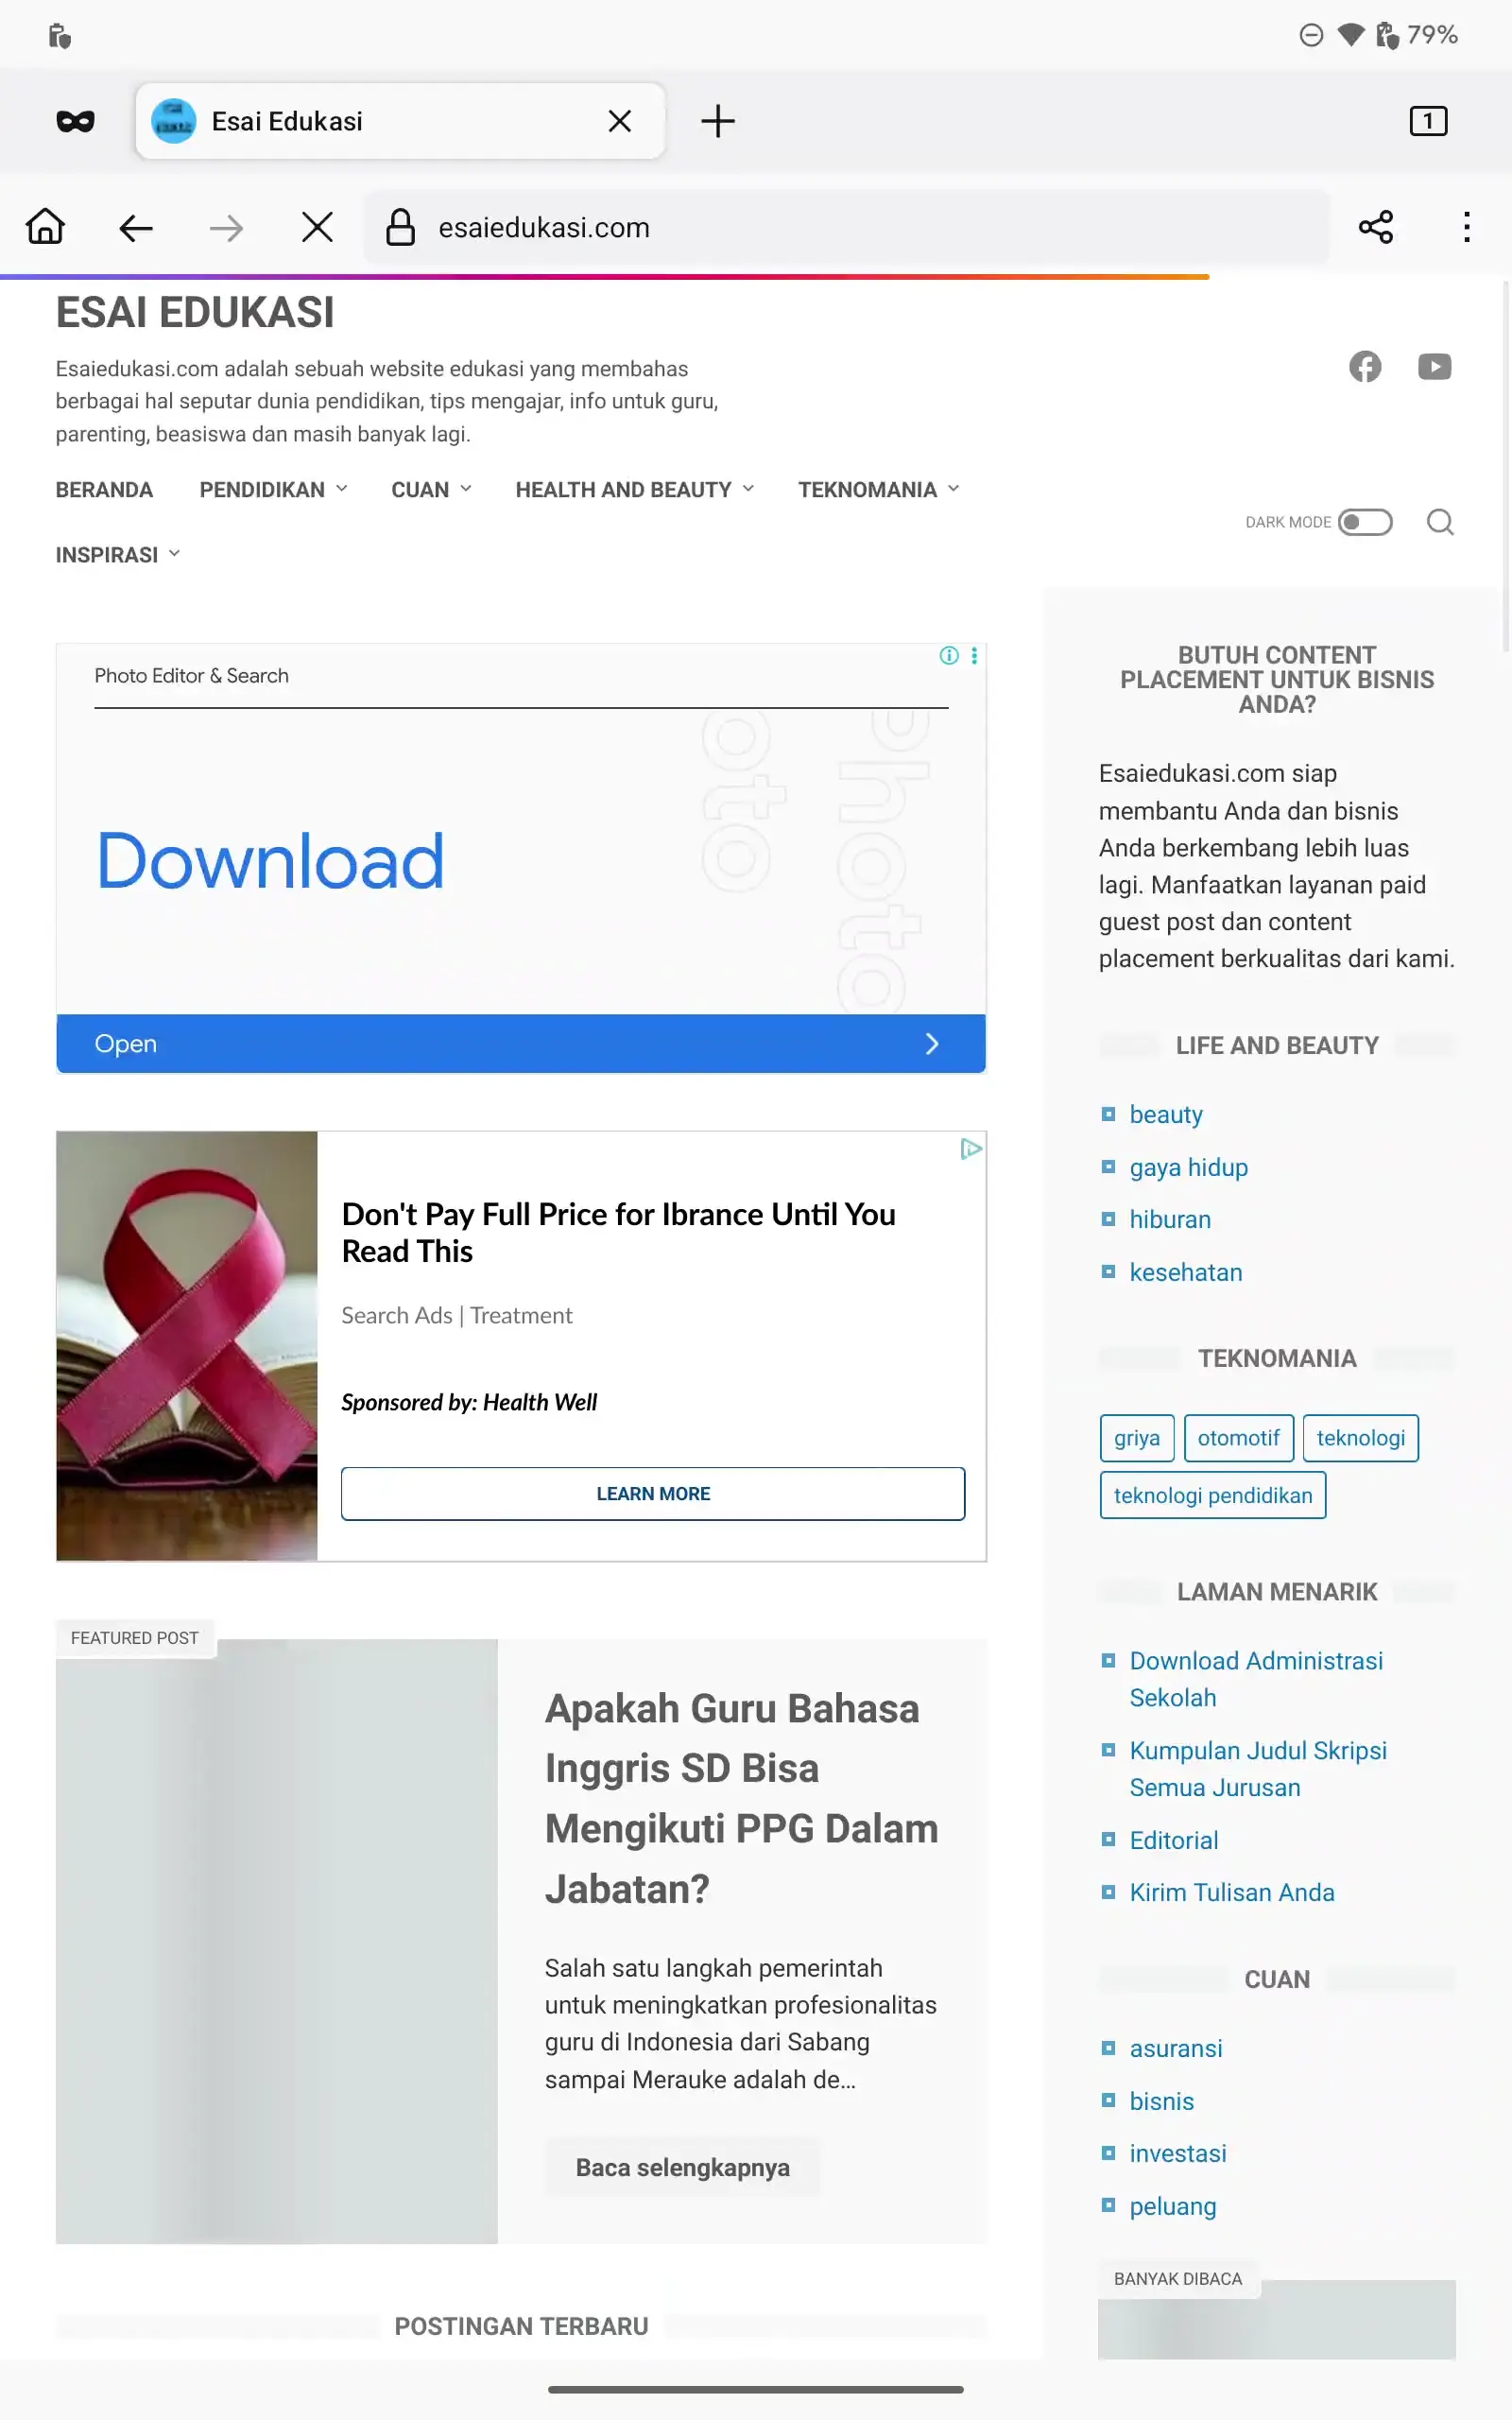 79%
Esai Edukasi
1
esaiedukasi.com
ESAI EDUKASI
Esaiedukasi.com adalah sebuah website edukasi yang membahas
berbagai hal seputar dunia pendidikan, tips mengajar, info untuk guru,
parenting, beasiswa dan masih banyak lagi.
BERANDA PENDIDIKAN CUAN HEALTH AND BEAUTY TEKNOMANIA
INSPIRASI
DARK MODE
Photo Editor & Search
Download
oto
Photo
Open
Don't Pay Full Price for Ibrance Until You
Read This
Search Ads | Treatment
Sponsored by: Health Well
LEARN MORE
FEATURED POST
Apakah Guru Bahasa
Inggris SD Bisa
Mengikuti PPG Dalam
Jabatan?
Salah satu langkah pemerintah
untuk meningkatkan profesionalitas
guru di Indonesia dari Sabang
sampai Merauke adalah de...
Baca selengkapnya
POSTINGAN TERBARU
BUTUH CONTENT
PLACEMENT UNTUK BISNIS
ANDA?
Esaiedukasi.com siap
membantu Anda dan bisnis
Anda berkembang lebih luas
lagi. Manfaatkan layanan paid
guest post dan content
placement berkualitas dari kami.
LIFE AND BEAUTY
beauty
gaya hidup
hiburan
kesehatan
TEKNOMANIA
griya otomotif teknologi
teknologi pendidikan
LAMAN MENARIK
Download Administrasi
Sekolah
Kumpulan Judul Skripsi
Semua Jurusan
Editorial
Kirim Tulisan Anda
CUAN
asuransi
bisnis
investasi
peluang
BANYAK DIBACA